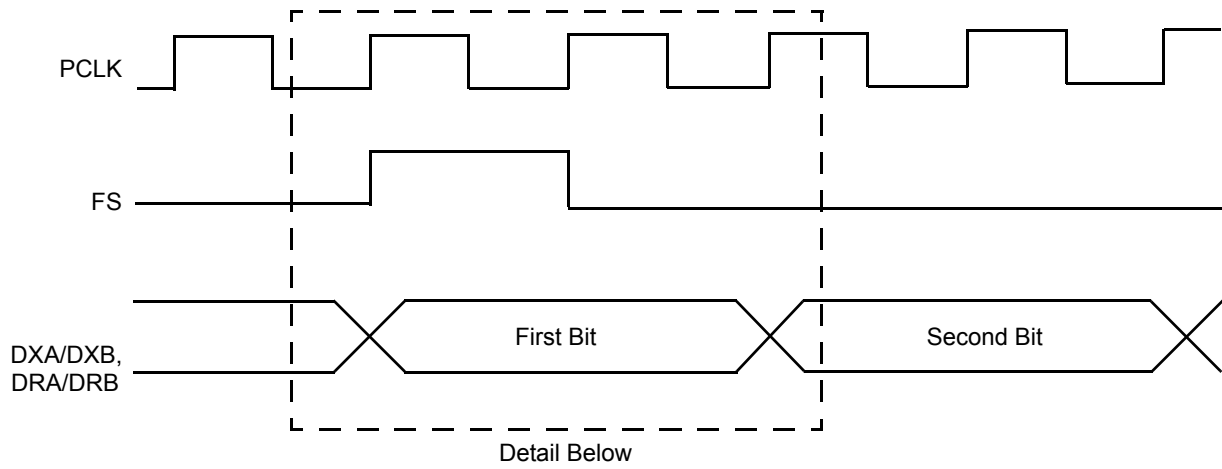 PCLK
FS
First Bit
Second Bit
DXA/DXB,
DRA/DRB
Detail Below